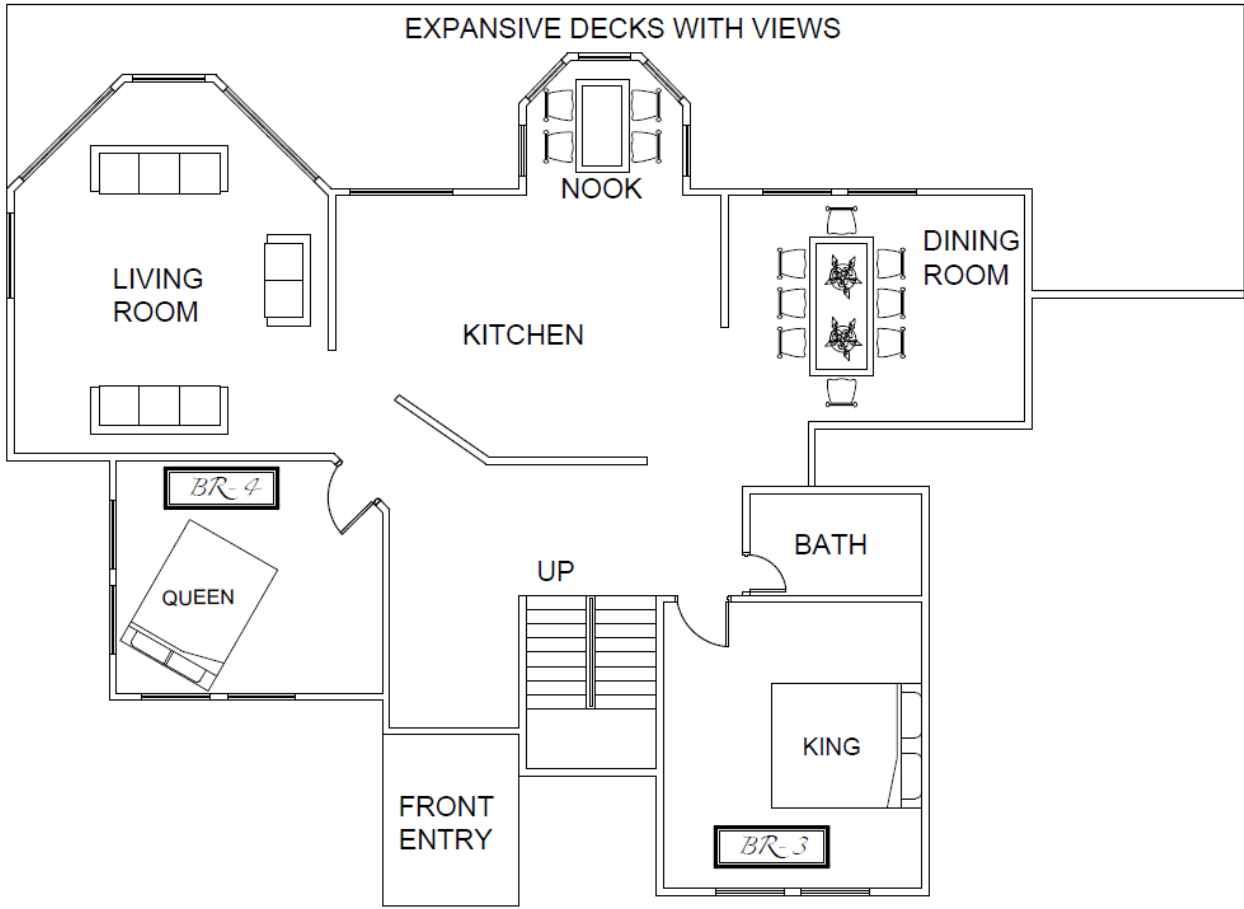 EXPANSIVE DECKS WITH VIEWS
NOOK
LIVING
ROOM
KITCHEN
DINING
ROOM
BR-4
QUEEN
UP
BATH
KING
FRONT
ENTRY
BR-3